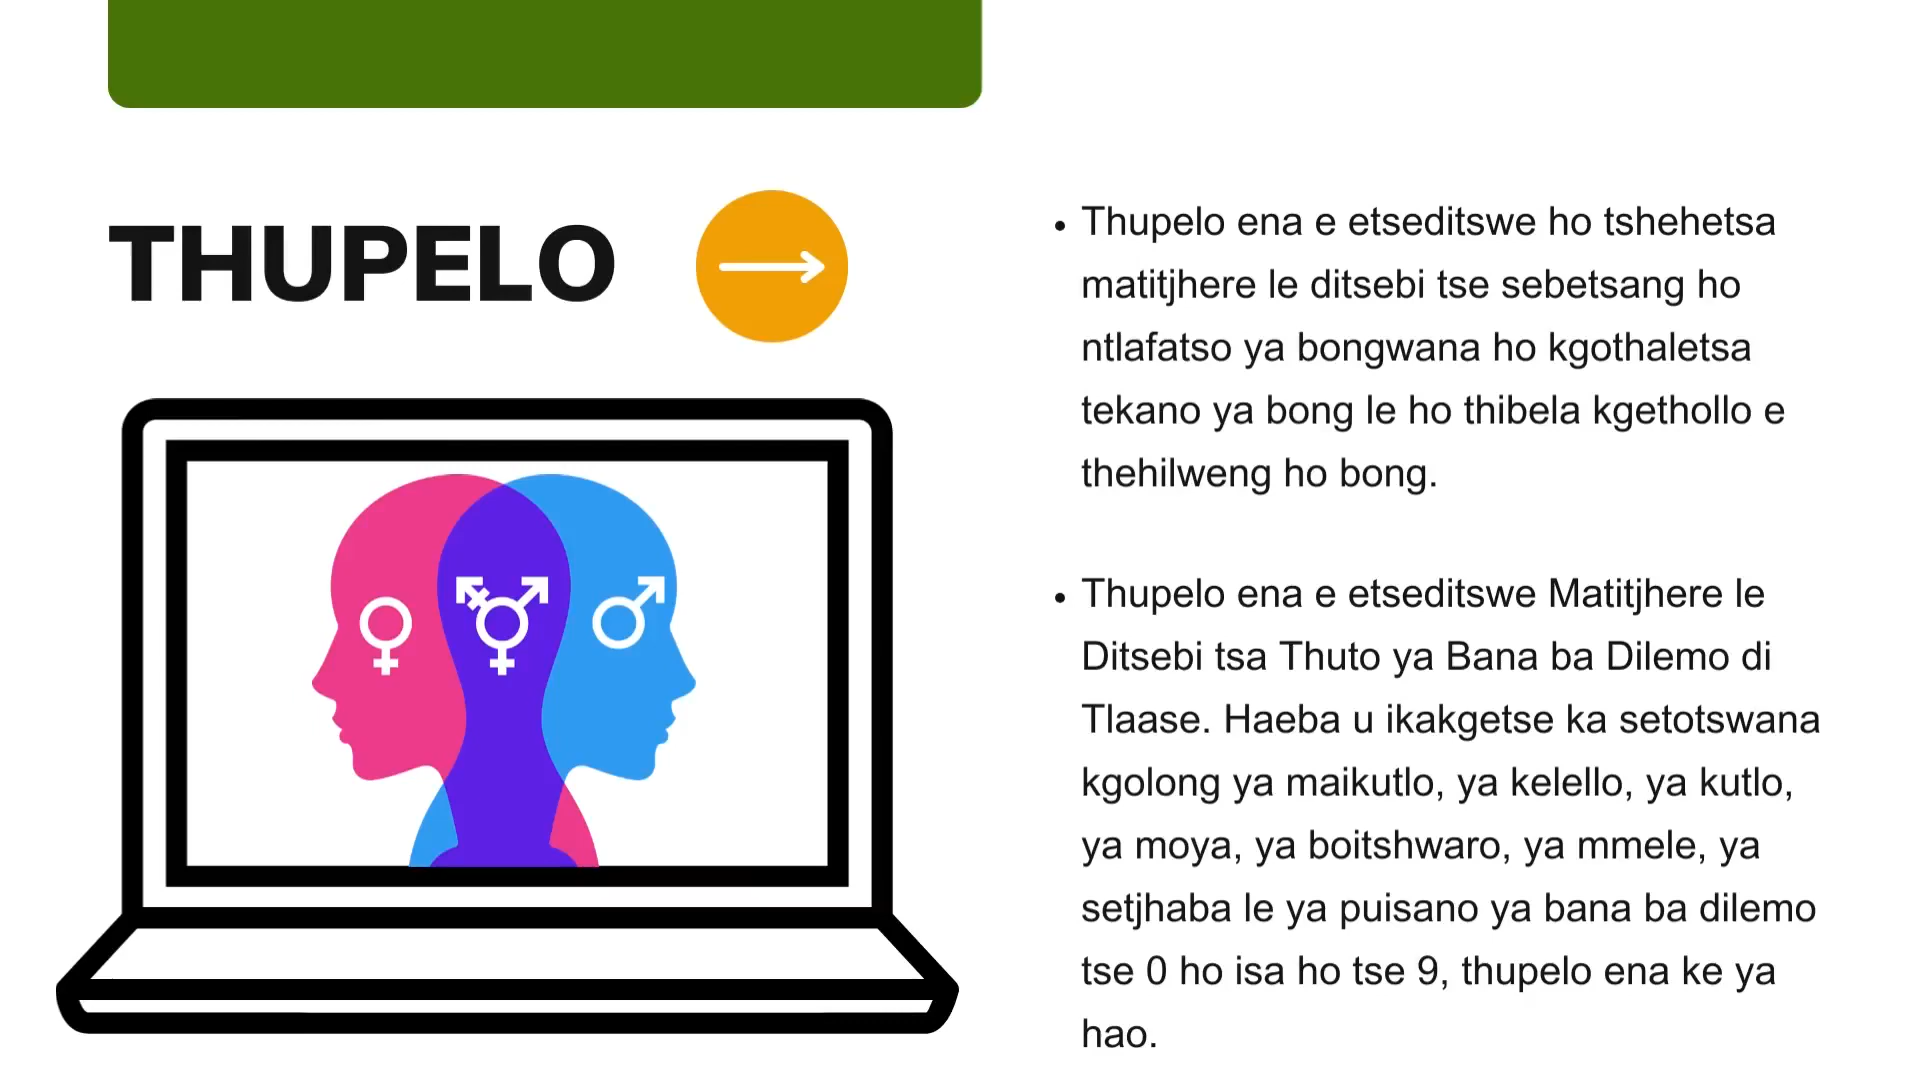 THUPELO
Thupelo ena e etseditswe ho tshehetsa
matitjhere le ditsebi tse sebetsang ho
ntlafatso ya bongwana ho kgothaletsa
tekano ya bong le ho thibela kgethollo e
thehilweng ho bong.
Thupelo ena e etseditswe Matitjhere le
Ditsebi tsa Thuto ya Bana ba Dilemo di
Tlaase. Haeba u ikakgetse ka setotswana
kgolong ya maikutlo, ya kelello, ya kutlo,
ya moya, ya boitshwaro, ya mmele, ya
setjhaba le ya puisano ya bana ba dilemo
tse 0 ho isa ho tse 9, thupelo ena ke ya
hao.